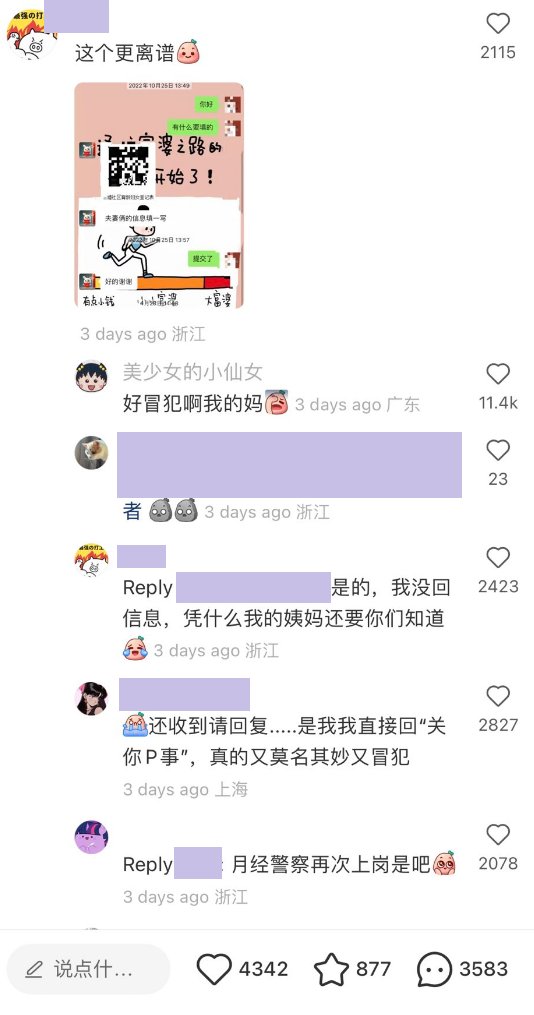 最强の打
这个更离谱
2115
2022年10月25日 13:49
你好
有什么要填的
富婆之路的
开始了！
夫妻俩的信息填一写
2022年10月25日 13:57
提交了
好的谢谢
有点小钱 小富婆 大富婆
3 days ago 浙江
美少女的小仙女
好冒犯啊我的妈 3 days ago 广东
11.4k
23
者 3 days ago 浙江
Reply 是的，我没回
信息，凭什么我的姨妈还要你们知道
3 days ago 浙江
2423
还收到请回复.....是我我直接回“关
你P事”，真的又莫名其妙又冒犯
3 days ago 上海
2827
Reply : 月经警察再次上岗是吧
2078
3 days ago 浙江
说点什... 4342 877 3583